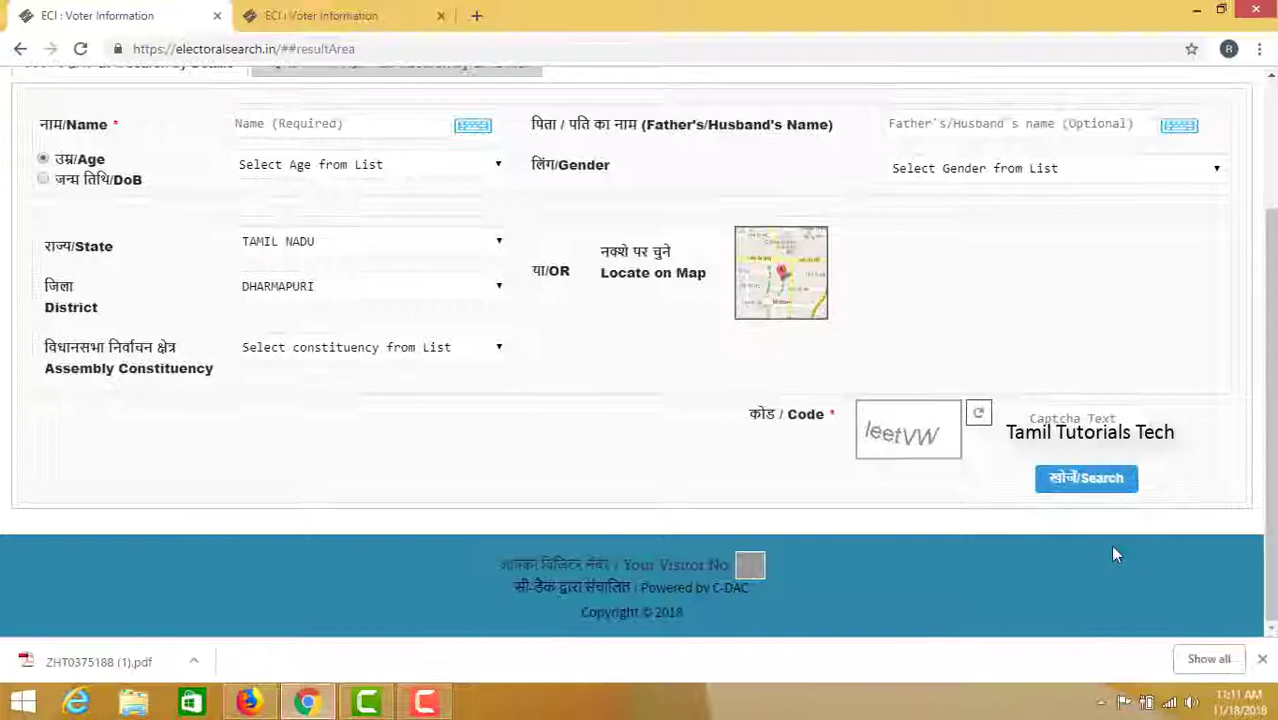 ECI : Voter Information
ECI : Voter Information
https://electoralsearch.in/##resultArea
नाम/Name *
Name (Required)
पिता / पति का नाम (Father's/Husband's Name)
Father's/Husband's name (Optional)
उम्र/Age
Select Age from List
लिंग/Gender
Select Gender from List
जन्म तिथि/DoB
राज्य/State
TAMIL NADU
या/OR
नक्शे पर चुने
Locate on Map
जिला
District
DHARMAPURI
विधानसभा निर्वाचन क्षेत्र
Assembly Constituency
Select constituency from List
कोड / Code *
leetVW
Captcha Text
Tamil Tutorials Tech
खोजें/Search
आपका विज़िटर नंबर / Your Visitor No
सी-डैक द्वारा संचालित | Powered by C-DAC
Copyright © 2018
ZHT0375188 (1).pdf
Show all
11:11 AM
11/18/2018